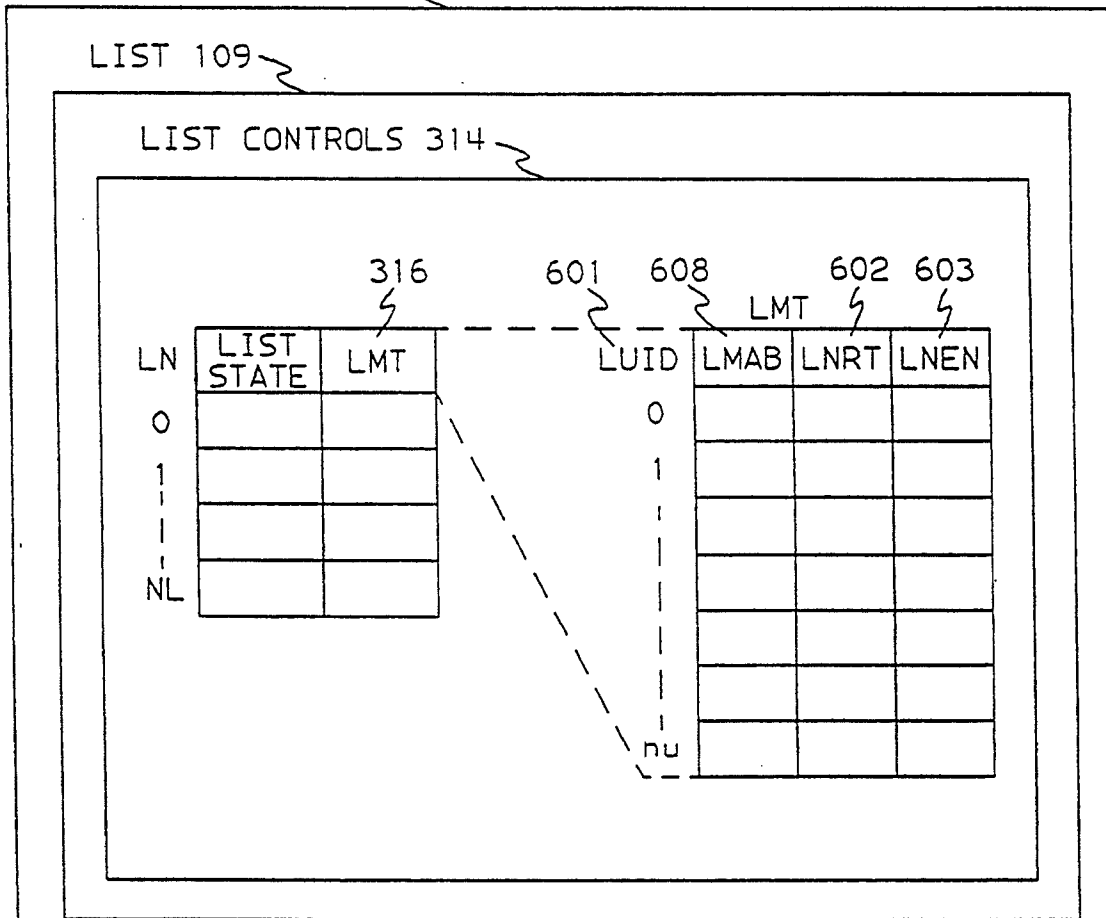 LIST 109
LIST CONTROLS 314
316 601 608 602 603
LMT
LN LIST STATE LMT LUID LMAB LNRT LNEN
0 0
1 1
NL
nu